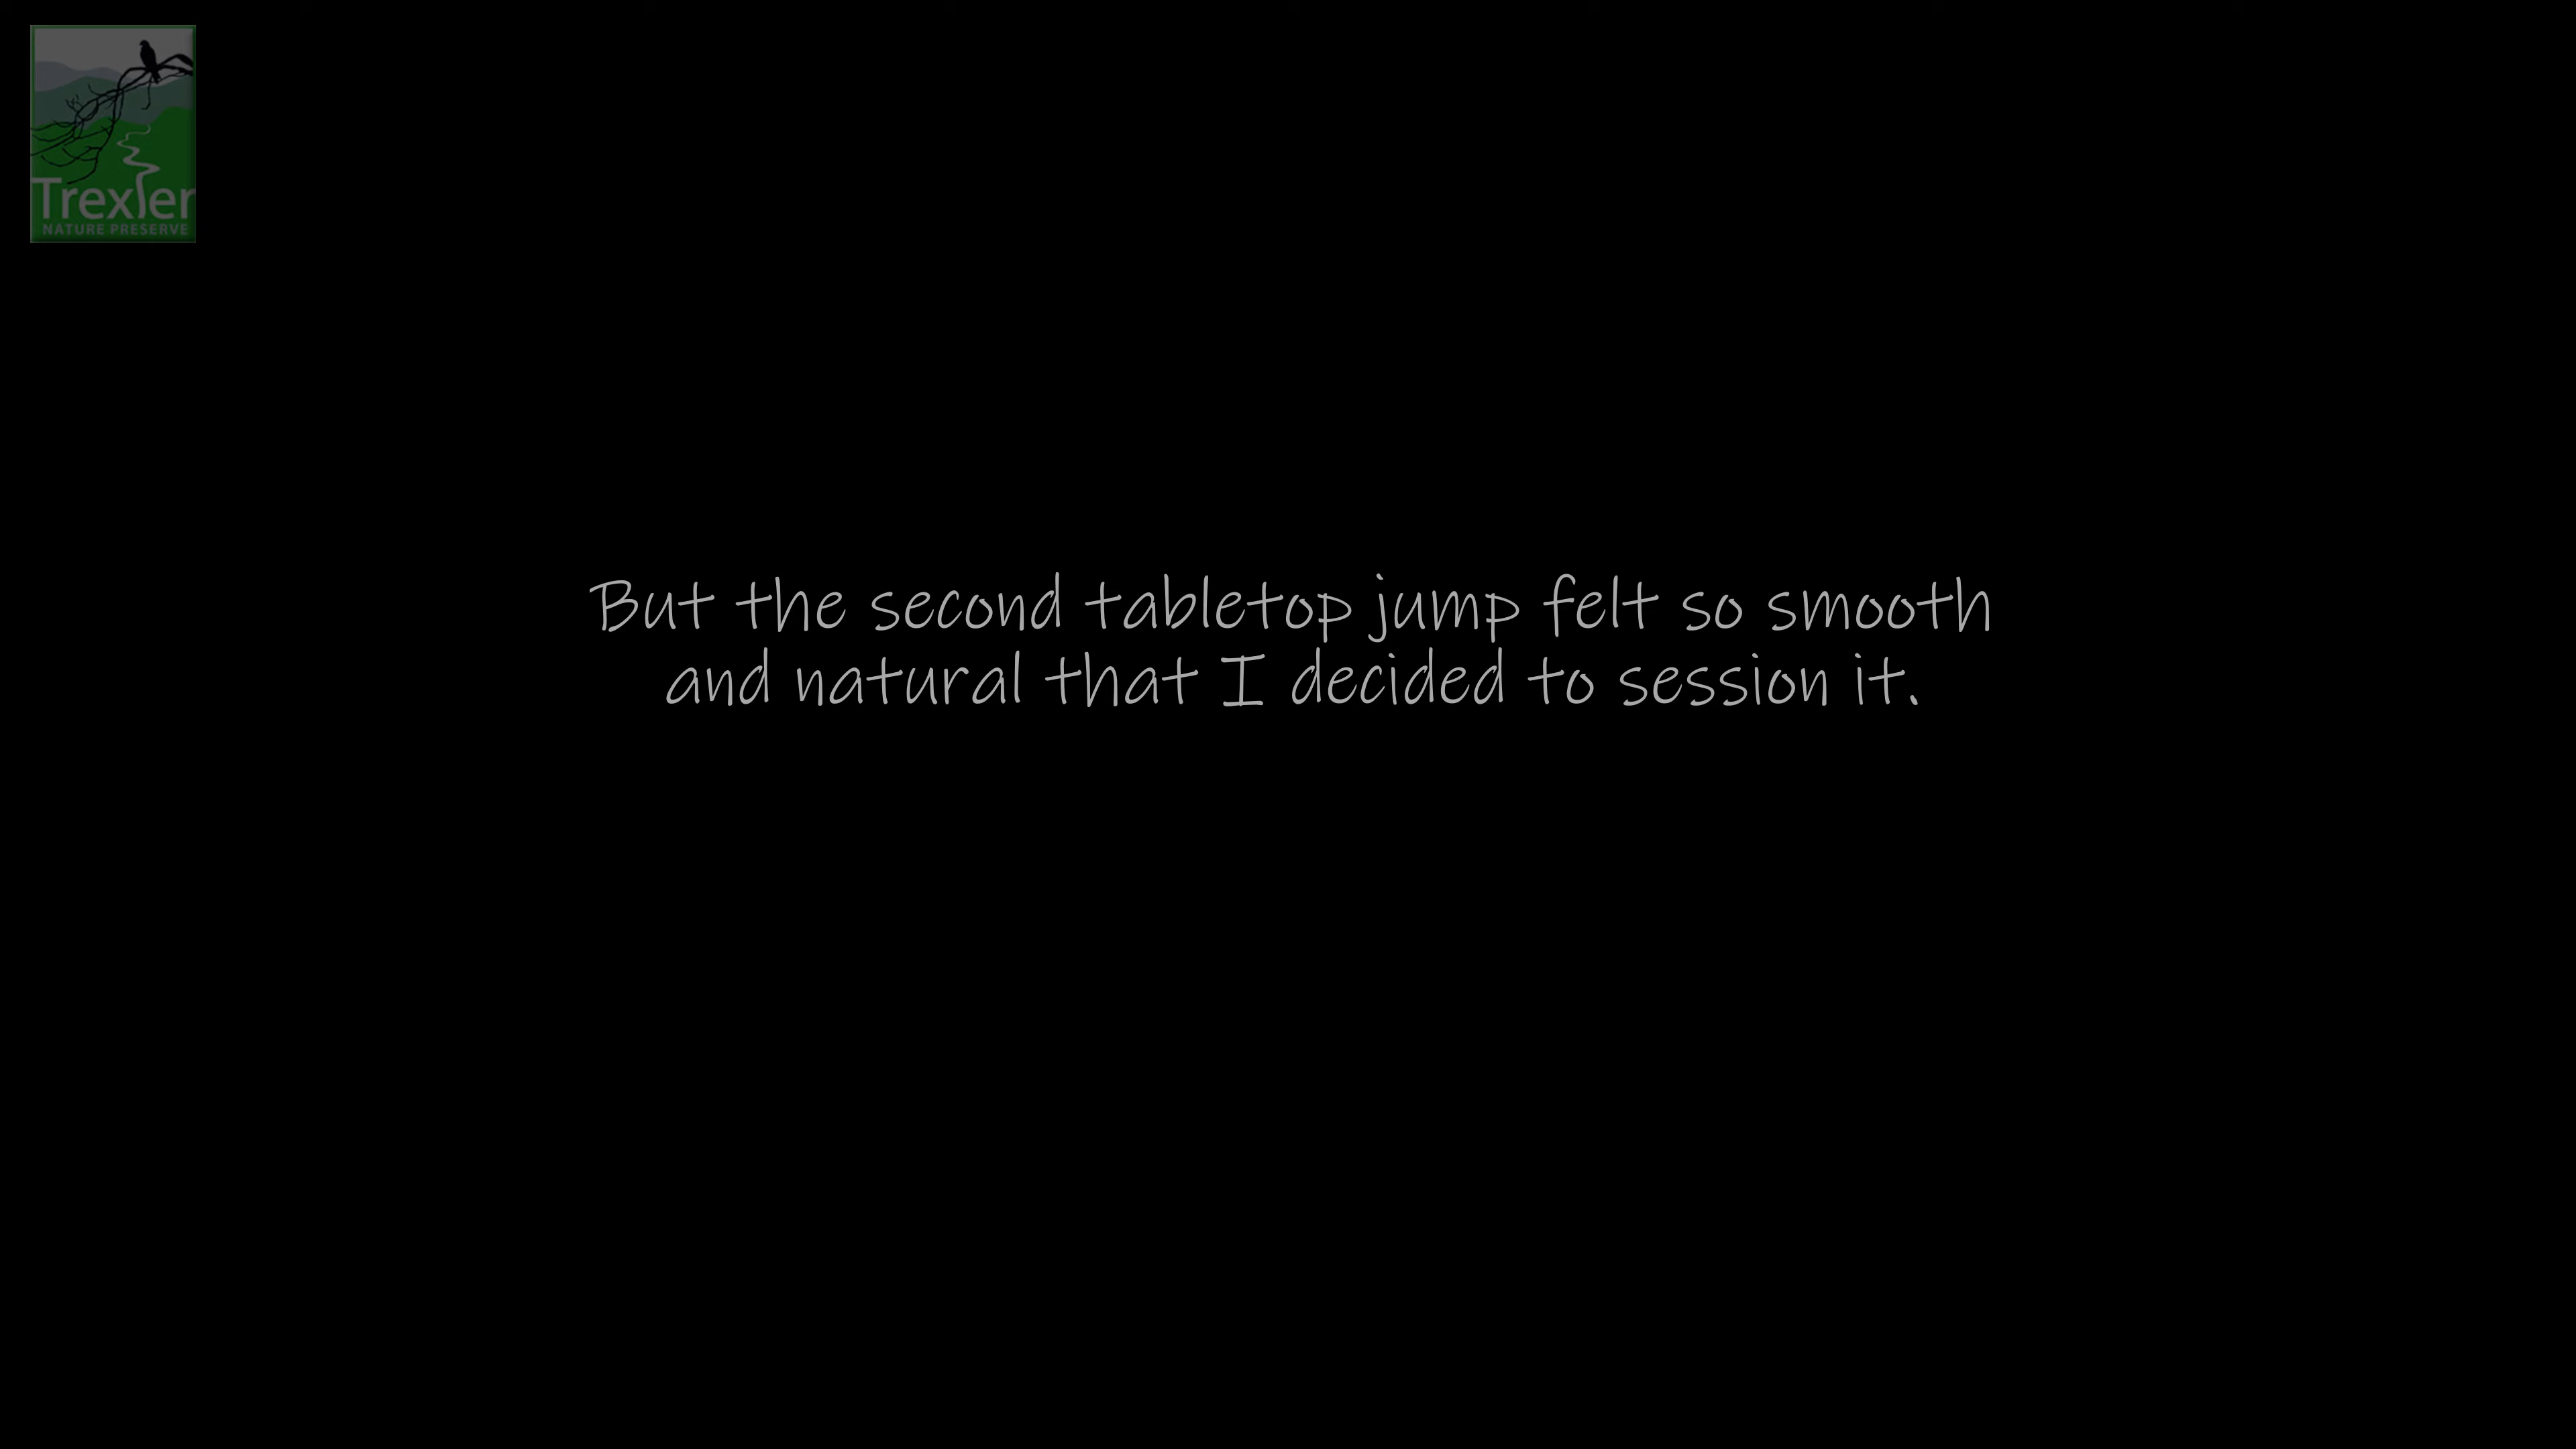 Trexler
NATURE PRESERVE
But the second tabletop jump felt so smooth
and natural that I decided to session it.